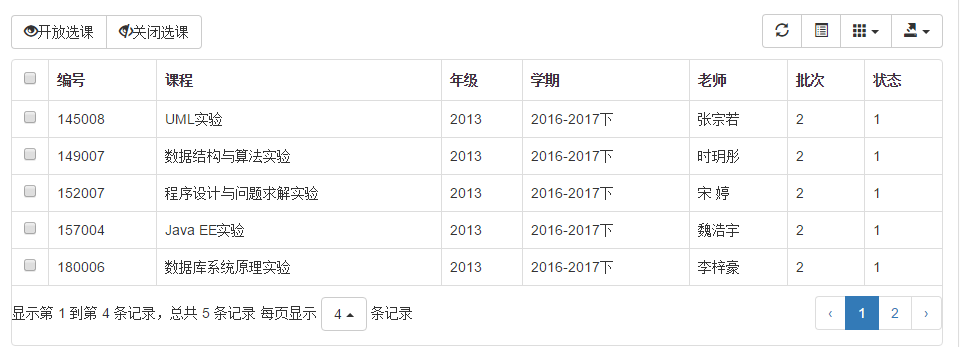 开放选课 关闭选课
编号 课程 年级 学期 老师 批次 状态
145008 UML实验 2013 2016-2017下 张宗若 2 1
149007 数据结构与算法实验 2013 2016-2017下 时玥彤 2 1
152007 程序设计与问题求解实验 2013 2016-2017下 宋 婷 2 1
157004 Java EE实验 2013 2016-2017下 魏浩宇 2 1
180006 数据库系统原理实验 2013 2016-2017下 李梓豪 2 1
显示第 1 到第 4 条记录，总共 5 条记录 每页显示 4 条记录 ‹ 1 2 ›